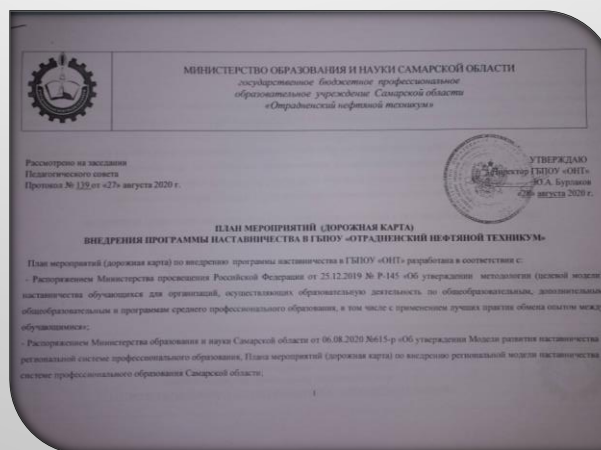 МИНИСТЕРСТВО ОБРАЗОВАНИЯ И НАУКИ САМАРСКОЙ ОБЛАСТИ
государственное бюджетное профессиональное
образовательное учреждение Самарской области
«Отрадненский нефтяной техникум»
Рассмотрено на заседании
Педагогического совета
Протокол № 139 от «27» августа 2020 г.
УТВЕРЖДАЮ
Директор ГБПОУ «ОНТ»
Ю.А. Бурлаков
августа 2020 г.
ПЛАН МЕРОПРИЯТИЙ (ДОРОЖНАЯ КАРТА)
ВНЕДРЕНИЯ ПРОГРАММЫ НАСТАВНИЧЕСТВА В ГБПОУ «ОТРАДНЕНСКИЙ НЕФТЯНОЙ ТЕХНИКУМ»
План мероприятий (дорожная карта) по внедрению программы наставничества в ГБПОУ «ОНТ» разработана в соответствии с:
- Распоряжением Министерства просвещения Российской Федерации от 25.12.2019 № Р-145 «Об утверждении методологии (целевой модели)
наставничества обучающихся для организаций, осуществляющих образовательную деятельность по общеобразовательным, дополнительным
общеобразовательным и программам среднего профессионального образования, в том числе с применением лучших практик обмена опытом между
обучающимися»;
- Распоряжением Министерства образования и науки Самарской области от 06.08.2020 №615-р «Об утверждении Модели развития наставничества
региональной системе профессионального образования, Плана мероприятий (дорожная карта) по внедрению региональной модели наставничества
системе профессионального образования Самарской области;
1